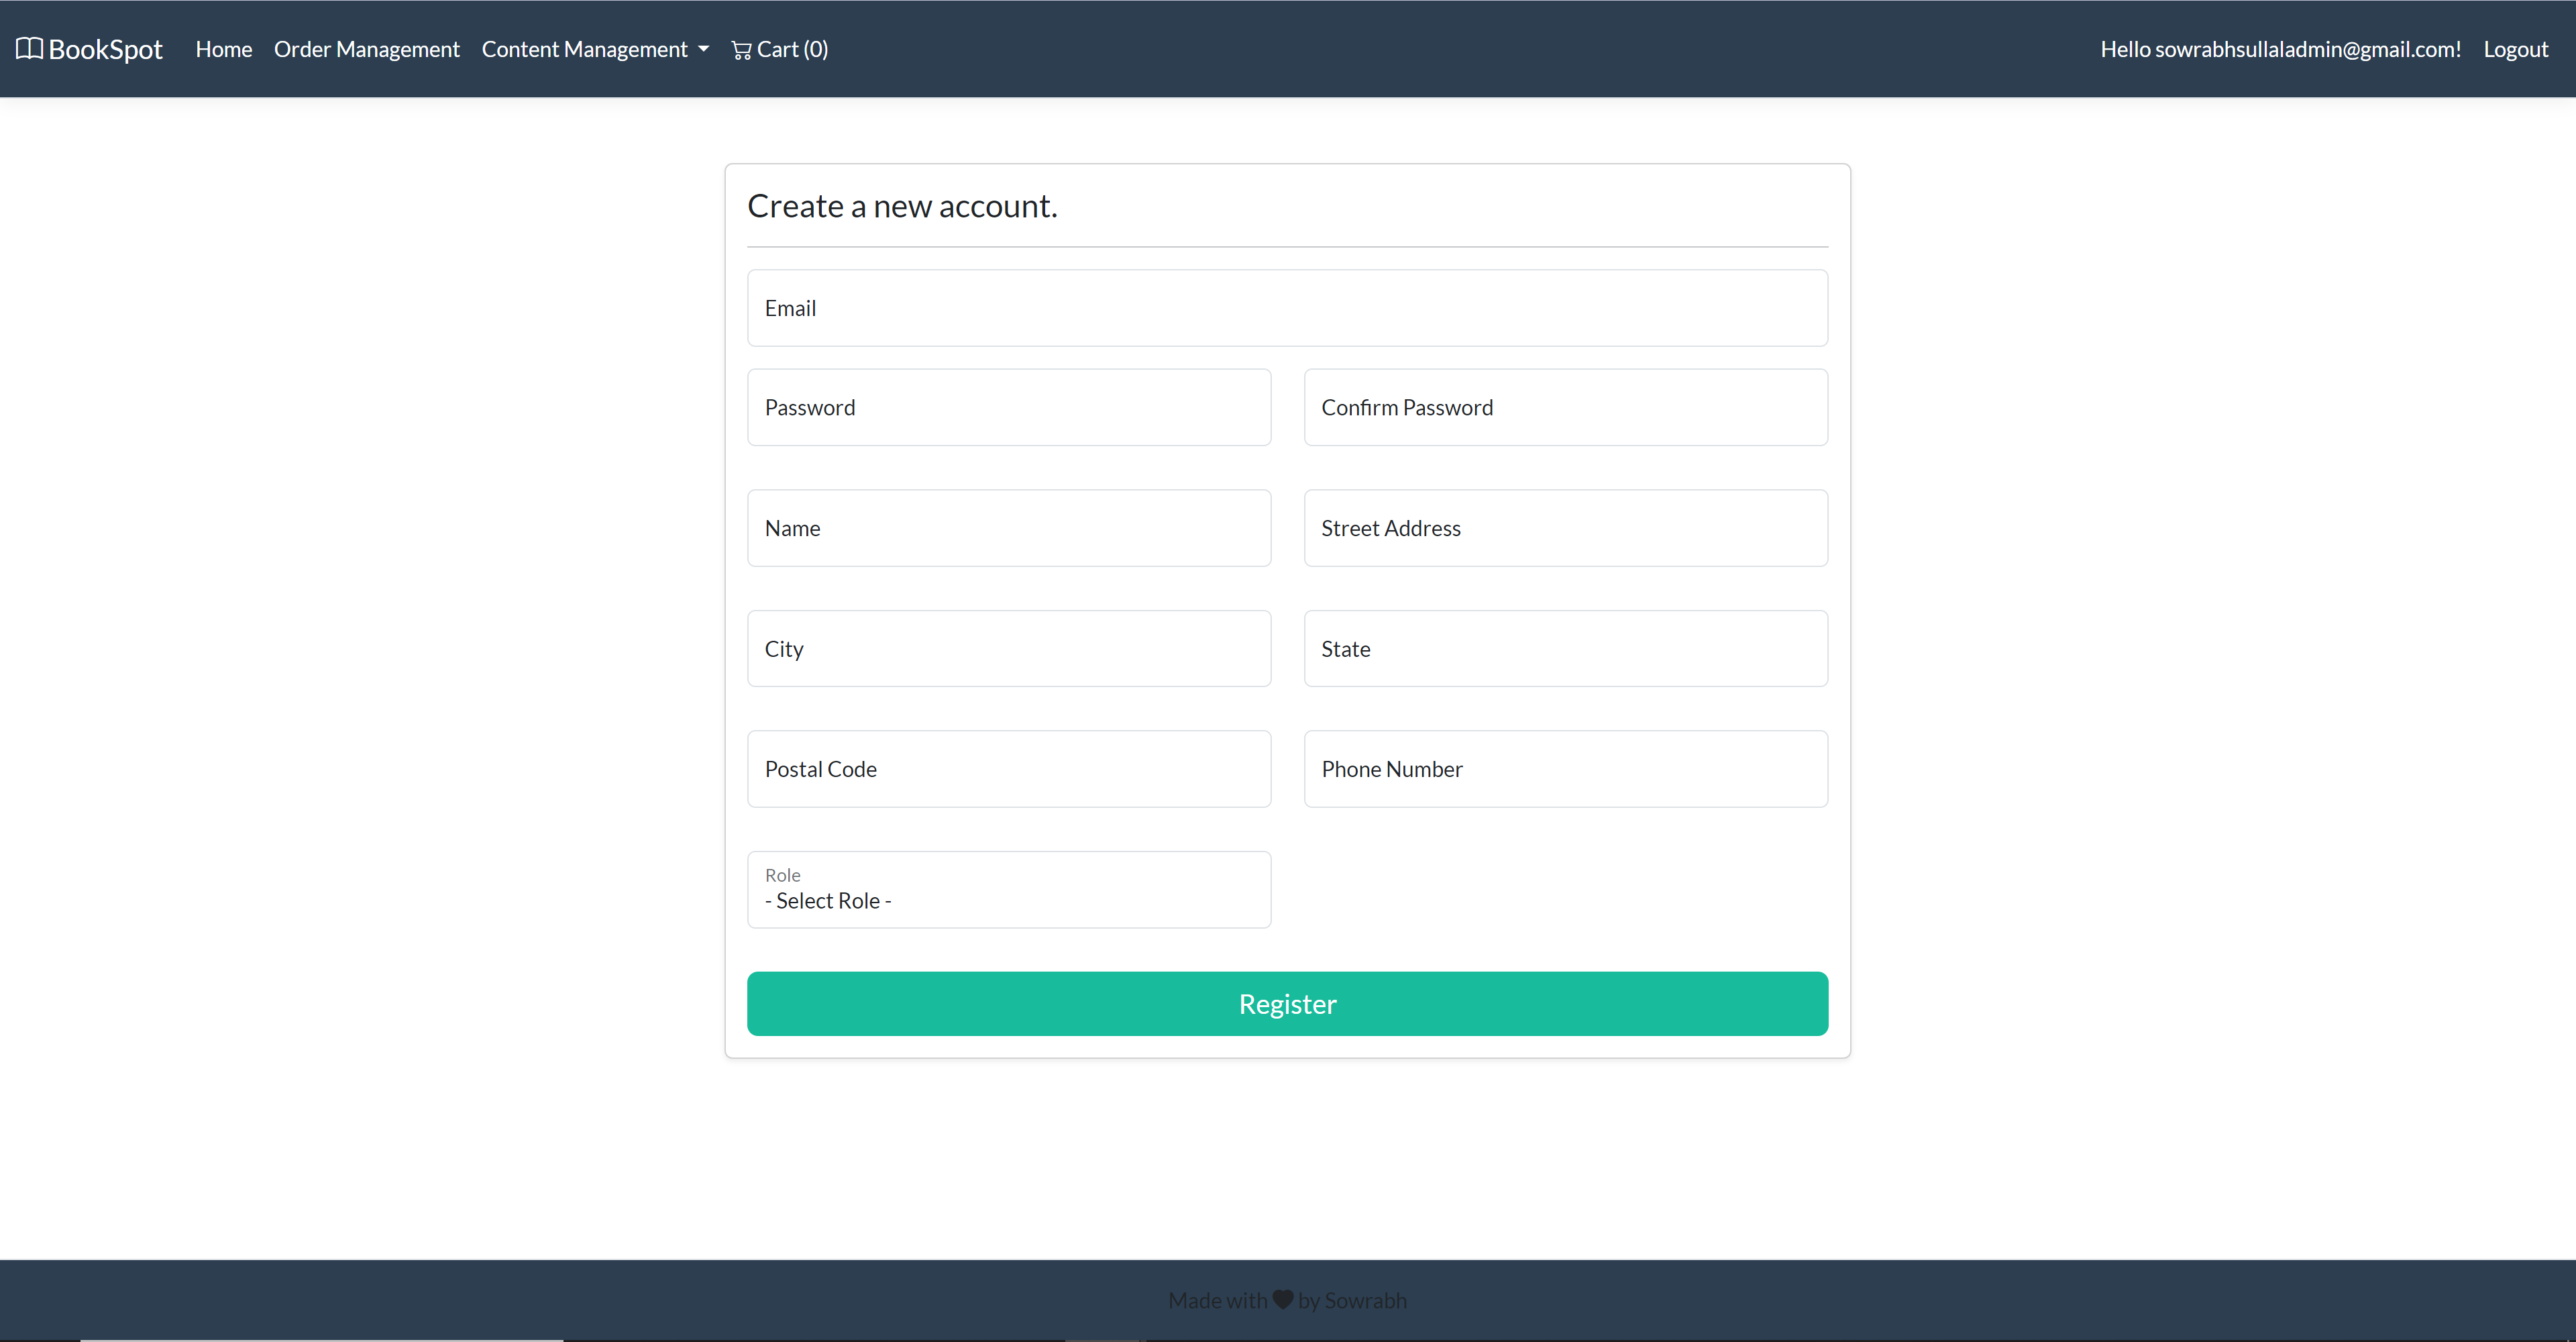 BookSpot Home Order Management Content Management Cart (0) Hello sowrabhsullaladmin@gmail.com! Logout
Create a new account.
Email
Password Confirm Password
Name Street Address
City State
Postal Code Phone Number
Role
- Select Role -
Register
Made with by Sowrabh